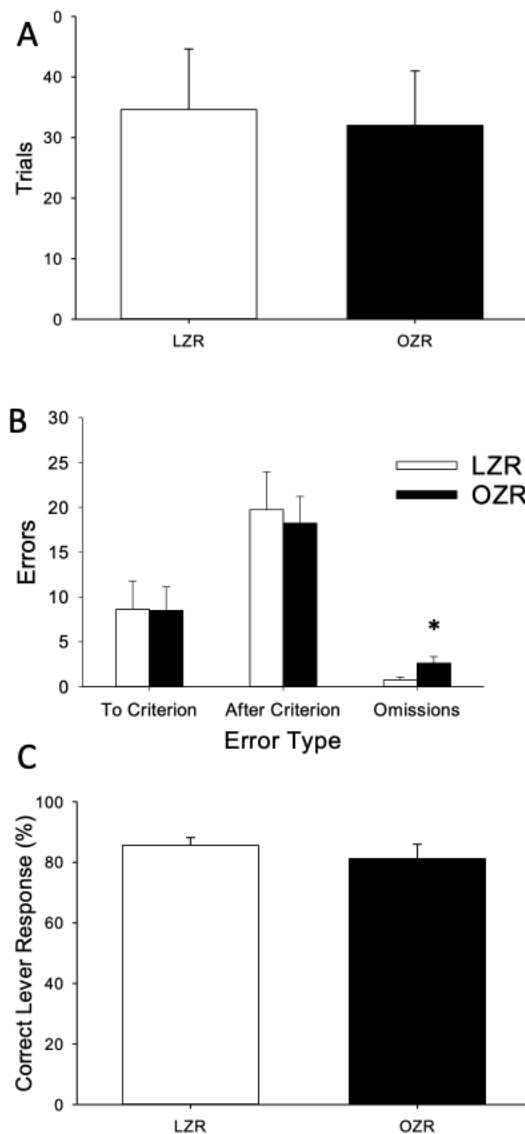 A
0
40
30
20
10
0
Trials
LZR
OZR
B
30
25
20
15
10
5
0
Errors
LZR
OZR
*
To Criterion
After Criterion
Omissions
Error Type
C
100
80
60
40
20
0
Correct Lever Response (%)
LZR
OZR